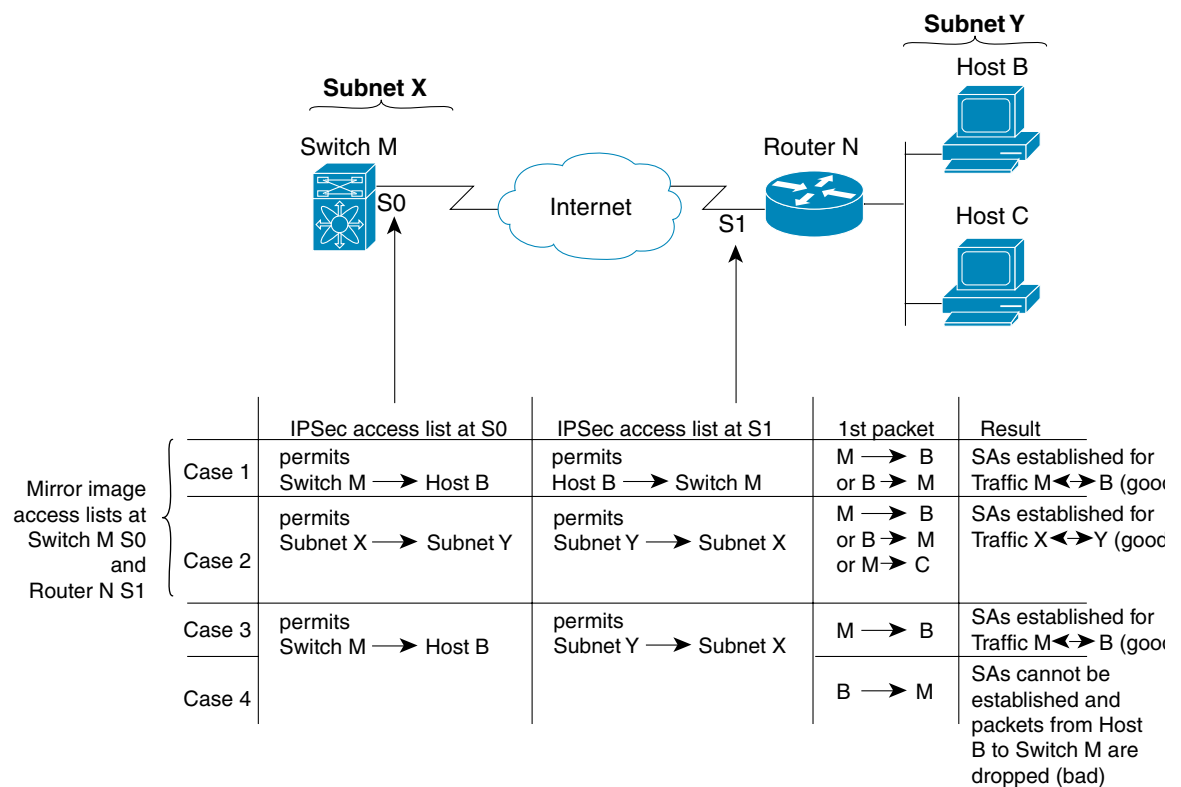 Subnet Y
Host B
Subnet X
Switch M
Router N
S0
Internet
S1
Host C
IPSec access list at S0
IPSec access list at S1
1st packet
Result
Mirror image
access lists at
Switch M S0
and
Router N S1
Case 1
permits
Switch M → Host B
permits
Host B → Switch M
M → B
or B → M
SAs established for
Traffic M ↔ B (good
Case 2
permits
Subnet X → Subnet Y
permits
Subnet Y → Subnet X
M → B
or B → M
or M → C
SAs established for
Traffic X ↔ Y (good
Case 3
permits
Switch M → Host B
permits
Subnet Y → Subnet X
M → B
SAs established for
Traffic M ↔ B (good
Case 4
B → M
SAs cannot be
established and
packets from Host
B to Switch M are
dropped (bad)